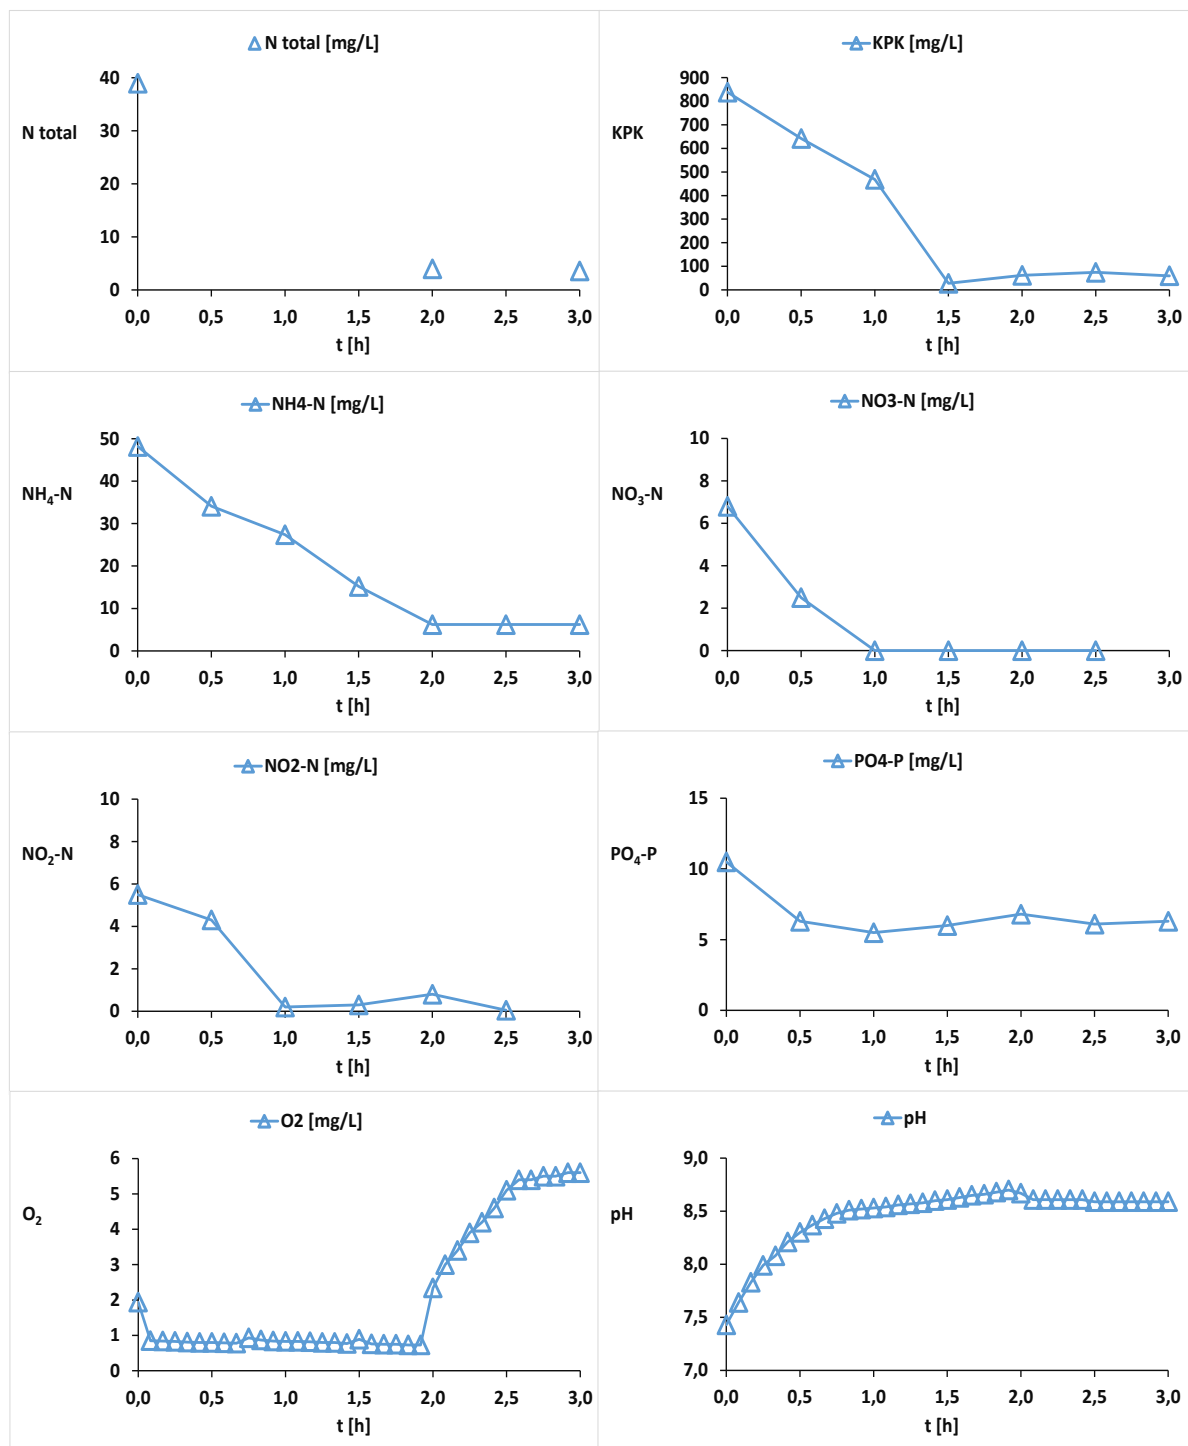 N total [mg/L]
40
30
20
10
0
N total
0,0 0,5 1,0 1,5 2,0 2,5 3,0
t [h]
KPK [mg/L]
900
800
700
600
500
400
300
200
100
0
KPK
0,0 0,5 1,0 1,5 2,0 2,5 3,0
t [h]
NH4-N [mg/L]
50
40
30
20
10
0
NH₄-N
0,0 0,5 1,0 1,5 2,0 2,5 3,0
t [h]
NO3-N [mg/L]
10
8
6
4
2
0
NO₃-N
0,0 0,5 1,0 1,5 2,0 2,5 3,0
t [h]
NO2-N [mg/L]
10
8
6
4
2
0
NO₂-N
0,0 0,5 1,0 1,5 2,0 2,5 3,0
t [h]
PO4-P [mg/L]
15
10
5
0
PO₄-P
0,0 0,5 1,0 1,5 2,0 2,5 3,0
t [h]
O2 [mg/L]
6
5
4
3
2
1
0
O₂
0,0 0,5 1,0 1,5 2,0 2,5 3,0
t [h]
pH
9,0
8,5
8,0
7,5
7,0
pH
0,0 0,5 1,0 1,5 2,0 2,5 3,0
t [h]